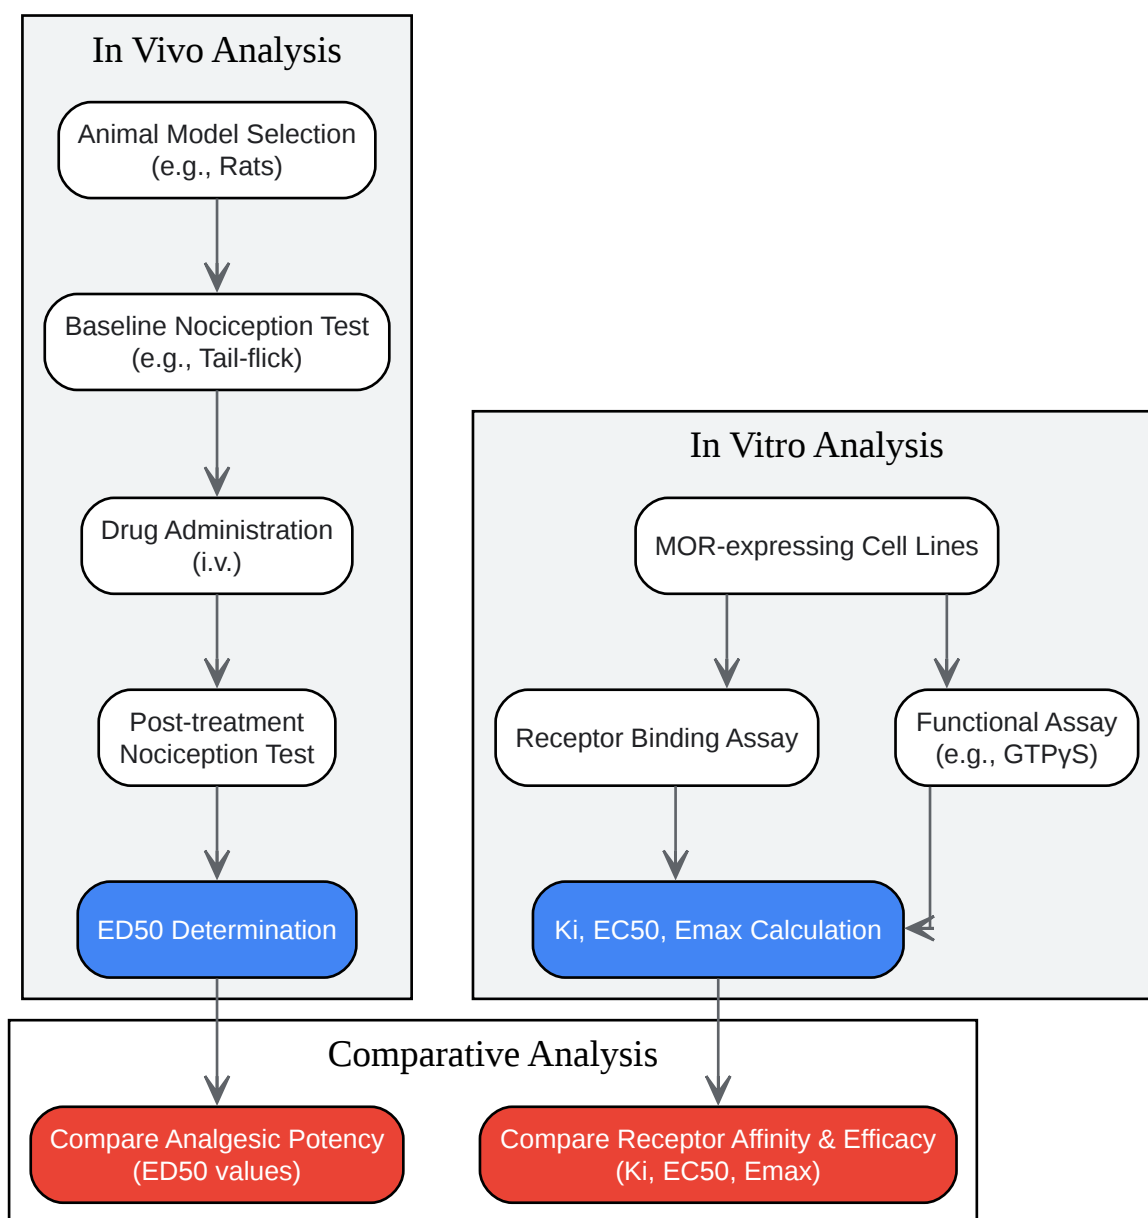 In Vivo Analysis
Animal Model Selection
(e.g., Rats)
Baseline Nociception Test
(e.g., Tail-flick)
Drug Administration
(i.v.)
Post-treatment
Nociception Test
ED50 Determination
In Vitro Analysis
MOR-expressing Cell Lines
Receptor Binding Assay
Functional Assay
(e.g., GTPγS)
Ki, EC50, Emax Calculation
Comparative Analysis
Compare Analgesic Potency
(ED50 values)
Compare Receptor Affinity & Efficacy
(Ki, EC50, Emax)